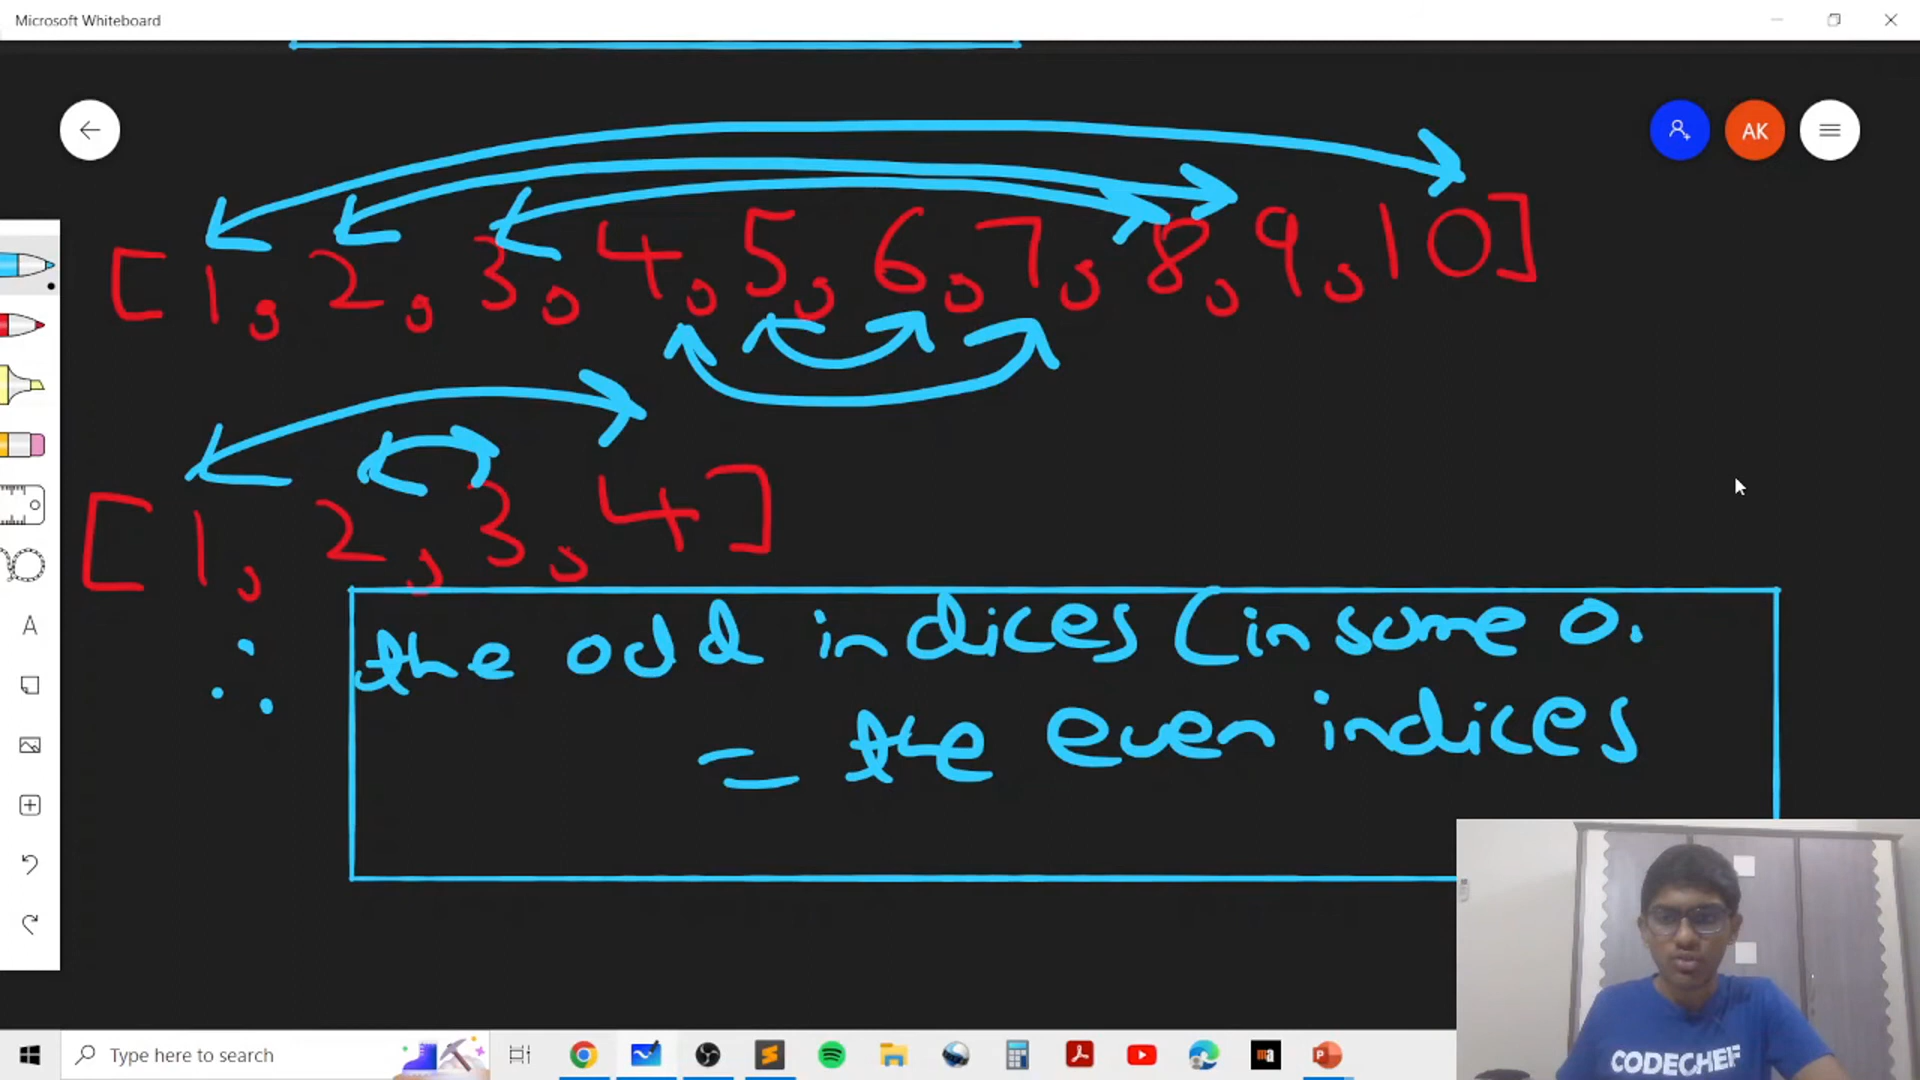 Microsoft Whiteboard
AK
[1, 2, 3, 4, 5, 6, 7, 8, 9, 10]
[1, 2, 3, 4]
∴ the odd indices (in some o.
= the even indices
A
Type here to search
ma
P
CODECHEF